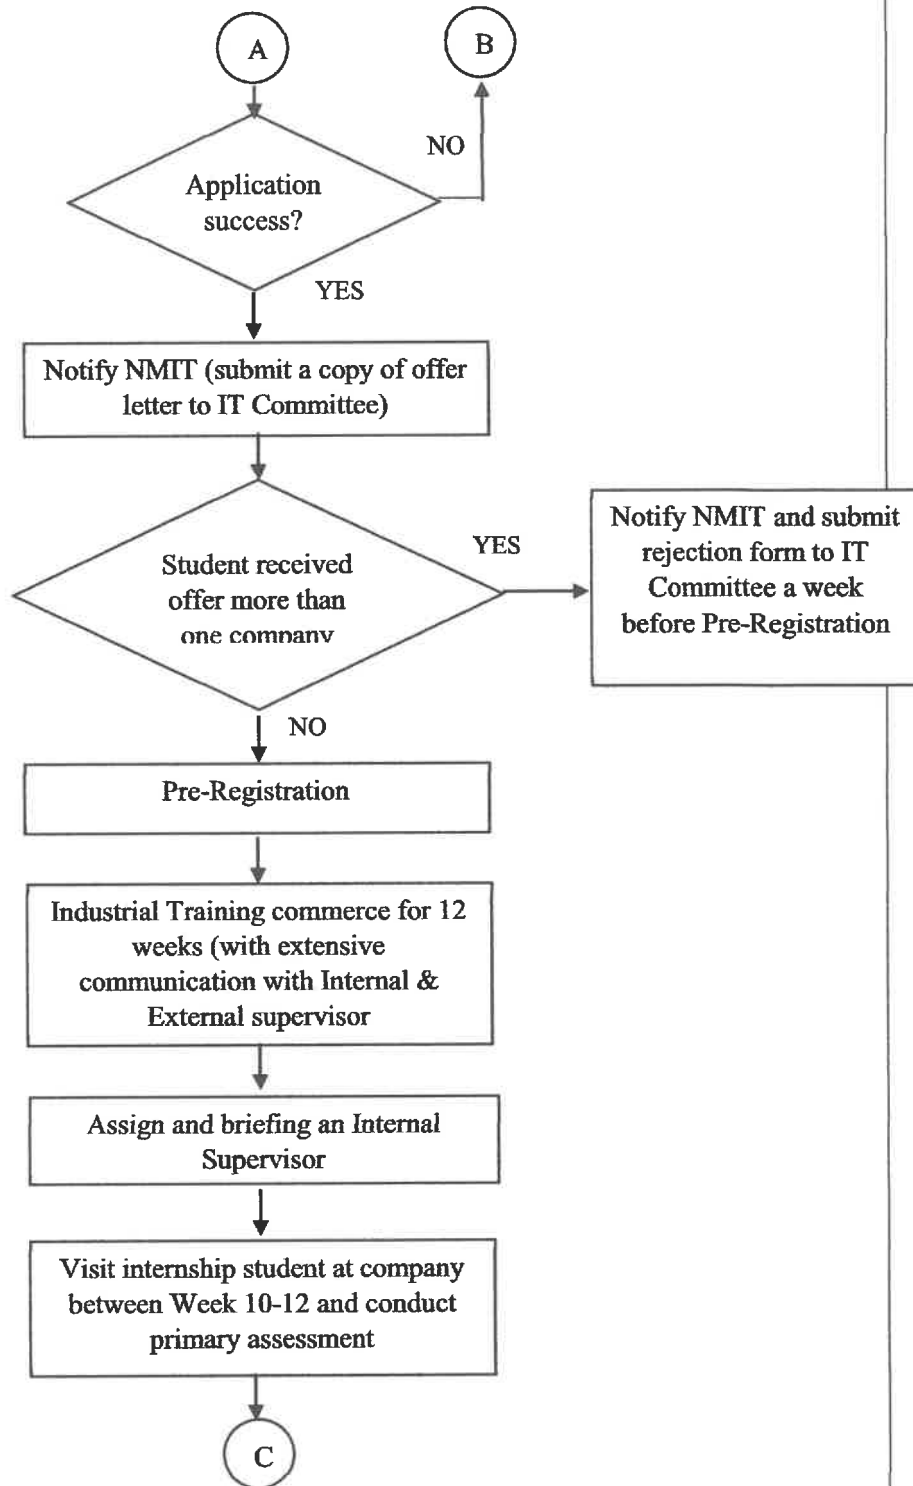 A
B
NO
Application
success?
YES
Notify NMIT (submit a copy of offer
letter to IT Committee)
Student received
offer more than
one company
YES
Notify NMIT and submit
rejection form to IT
Committee a week
before Pre-Registration
NO
Pre-Registration
Industrial Training commerce for 12
weeks (with extensive
communication with Internal &
External supervisor
Assign and briefing an Internal
Supervisor
Visit internship student at company
between Week 10-12 and conduct
primary assessment
C